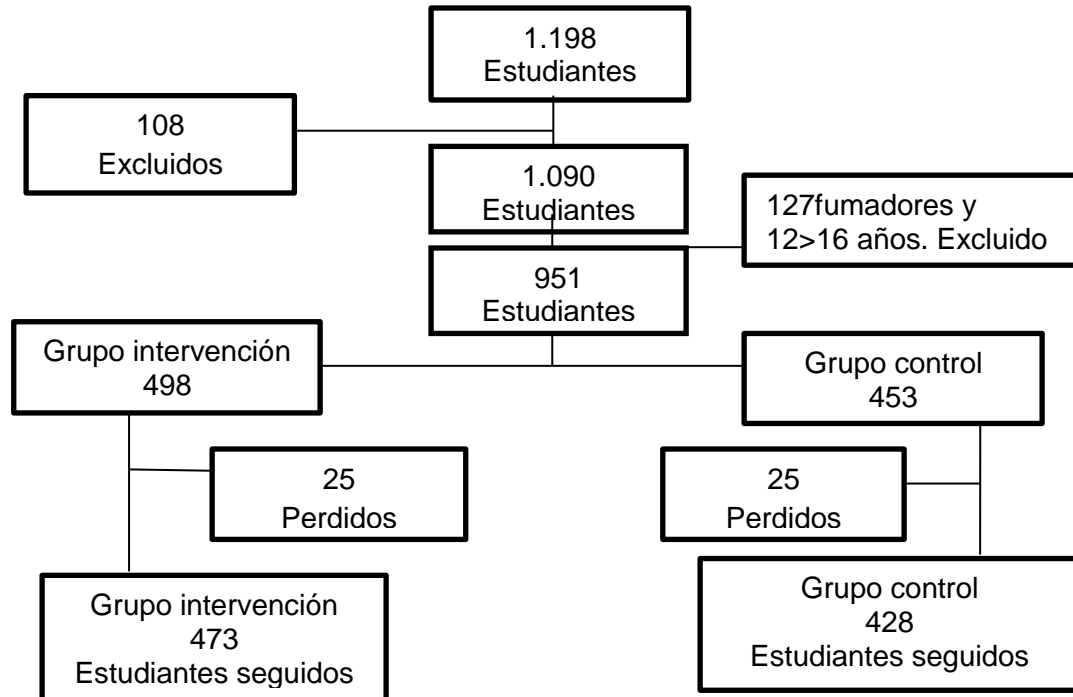 1.198
Estudiantes
108
Excluidos
1.090
Estudiantes
127fumadores y
12>16 años. Excluido
951
Estudiantes
Grupo intervención
498
Grupo control
453
25
Perdidos
25
Perdidos
Grupo intervención
473
Estudiantes seguidos
Grupo control
428
Estudiantes seguidos